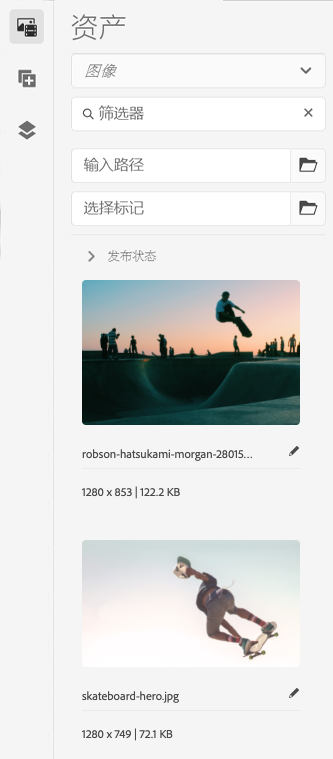 资产
图像
筛选器
输入路径
选择标记
发布状态
robson-hatsukami-morgan-28015...
1280 x 853 | 122.2 KB
skateboard-hero.jpg
1280 x 749 | 72.1 KB